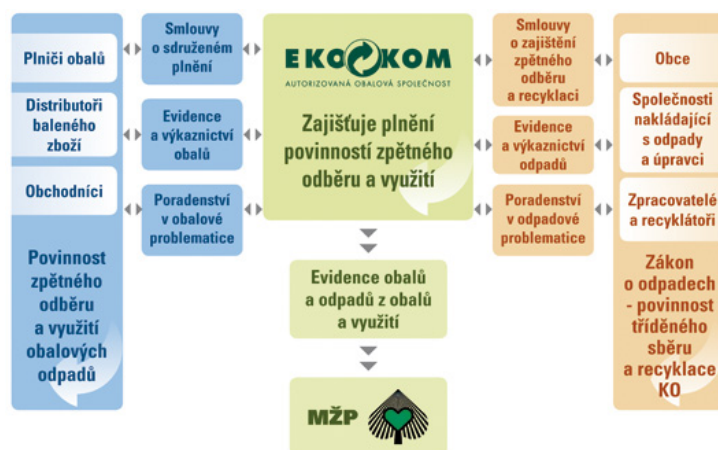 Plniči obalů
Distributoři
baleného
zboží
Obchodníci
Povinnost
zpětného
odběru
a využití
obalových
odpadů
Smlouvy
o sdruženém
plnění
Evidence
a výkaznictví
obalů
Poradenství
v obalové
problematice
EKO KOM
AUTORIZOVANÁ OBALOVÁ SPOLEČNOST
Zajišťuje plnění
povinností zpětného
odběru a využití
Evidence obalů
a odpadů z obalů
a využití
MŽP
Smlouvy
o zajištění
zpětného
odběru
a recyklaci
Evidence
a výkaznictví
odpadů
Poradenství
v odpadové
problematice
Obce
Společnosti
nakládající
s odpady
a úpravci
Zpracovatelé
a recyklátoři
Zákon
o odpadech
- povinnost
tříděného
sběru
a recyklace
KO